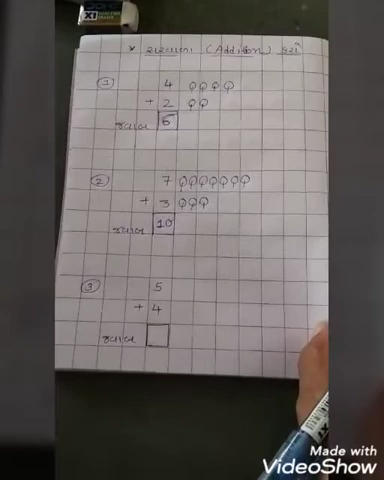 * સરવાળા (Addition) કરો
① 4
+ 2
જવાબ 6
② 7
+ 3
જવાબ 10
③ 5
+ 4
જવાબ
Made with
VideoShow